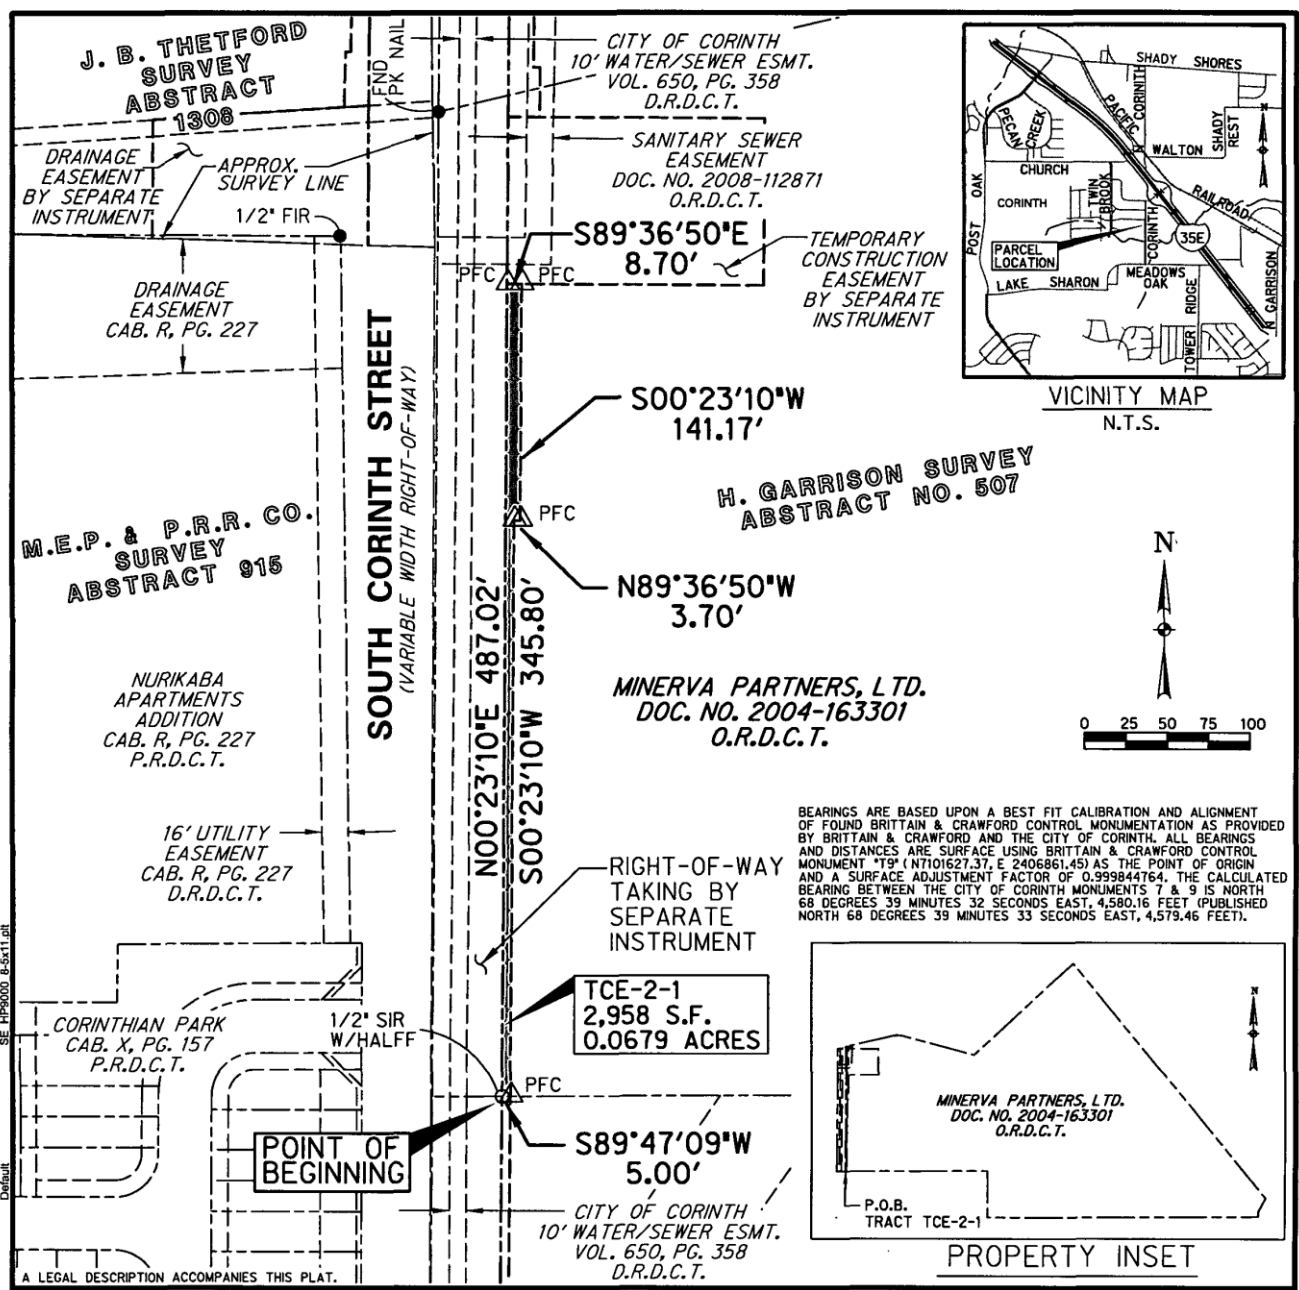 J. B. THETFORD
SURVEY
ABSTRACT
1308
FND
PK NAIL
CITY OF CORINTH
10' WATER/SEWER ESMT.
VOL. 650, PG. 358
D.R.D.C.T.
DRAINAGE
EASEMENT
BY SEPARATE
INSTRUMENT
APPROX.
SURVEY LINE
1/2" FIR
SANITARY SEWER
EASEMENT
DOC. NO. 2008-112871
O.R.D.C.T.
S89°36'50"E
8.70'
PFC
PFC
TEMPORARY
CONSTRUCTION
EASEMENT
BY SEPARATE
INSTRUMENT
DRAINAGE
EASEMENT
CAB. R, PG. 227
SHADY SHORES
PACIFIC
CORINITH
PECAN
CREEK
SHADY
REST
WALTON
CHURCH
POST OAK
CORINTH
TWIN
BROOK
RAILROAD
CORINTH
35E
PARCEL
LOCATION
LAKE SHARON
MEADOWS
OAK
TOWER RIDGE
N GARRISON
N
VICINITY MAP
N.T.S.
SOUTH CORINTH STREET
(VARIABLE WIDTH RIGHT-OF-WAY)
S00°23'10"W
141.17'
H. GARRISON SURVEY
ABSTRACT NO. 507
M.E.P. & P.R.R. CO.
SURVEY
ABSTRACT 915
PFC
N89°36'50"W
3.70'
N
N00°23'10"E 487.02'
S00°23'10"W 345.80'
NURIKABA
APARTMENTS
ADDITION
CAB. R, PG. 227
P.R.D.C.T.
MINERVA PARTNERS, LTD.
DOC. NO. 2004-163301
O.R.D.C.T.
0 25 50 75 100
16' UTILITY
EASEMENT
CAB. R, PG. 227
D.R.D.C.T.
RIGHT-OF-WAY
TAKING BY
SEPARATE
INSTRUMENT
BEARINGS ARE BASED UPON A BEST FIT CALIBRATION AND ALIGNMENT
OF FOUND BRITTAIN & CRAWFORD CONTROL MONUMENTATION AS PROVIDED
BY BRITTAIN & CRAWFORD AND THE CITY OF CORINTH. ALL BEARINGS
AND DISTANCES ARE SURFACE USING BRITTAIN & CRAWFORD CONTROL
MONUMENT "T9" ( N7101627.37, E 2406861.45) AS THE POINT OF ORIGIN
AND A SURFACE ADJUSTMENT FACTOR OF 0.999844764. THE CALCULATED
BEARING BETWEEN THE CITY OF CORINTH MONUMENTS 7 & 9 IS NORTH
68 DEGREES 39 MINUTES 32 SECONDS EAST, 4,580.16 FEET (PUBLISHED
NORTH 68 DEGREES 39 MINUTES 33 SECONDS EAST, 4,579.46 FEET).
TCE-2-1
2,958 S.F.
0.0679 ACRES
CORINTHIAN PARK
CAB. X, PG. 157
P.R.D.C.T.
1/2" SIR
W/HALFF
PFC
POINT OF
BEGINNING
S89°47'09"W
5.00'
CITY OF CORINTH
10' WATER/SEWER ESMT.
VOL. 650, PG. 358
D.R.D.C.T.
N
MINERVA PARTNERS, LTD.
DOC. NO. 2004-163301
O.R.D.C.T.
P.O.B.
TRACT TCE-2-1
PROPERTY INSET
A LEGAL DESCRIPTION ACCOMPANIES THIS PLAT.
Default
SE HP9000 8-5x11.plt